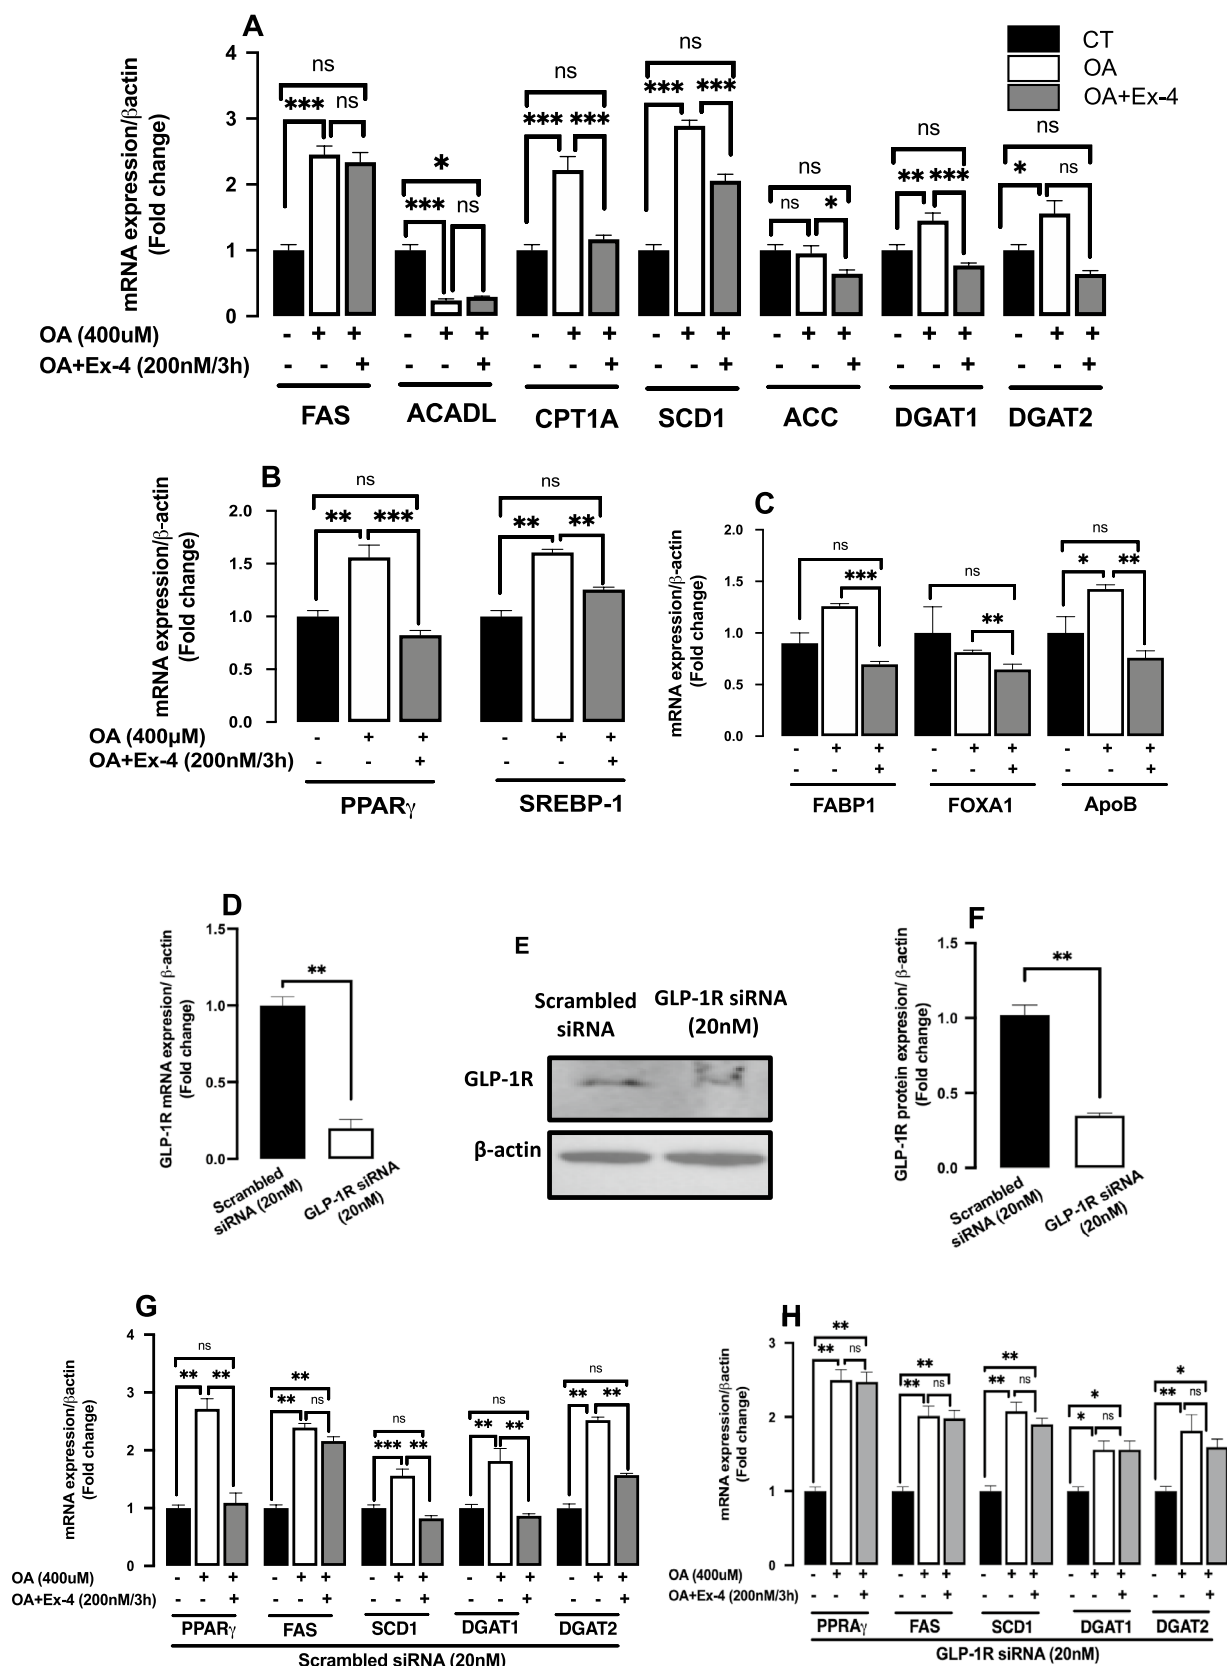 A
mRNA expression/βactin
(Fold change)
4
3
2
1
0
CT
OA
OA+Ex-4
ns
*** ns
*
*** ns
ns
*** ***
ns
*** ***
ns
ns *
ns
** ***
ns
* ns
OA (400uM) - + + - + + - + + - + + - + + - + + - + +
OA+Ex-4 (200nM/3h) - - + - - + - - + - - + - - + - - + - - +
FAS ACADL CPT1A SCD1 ACC DGAT1 DGAT2
B
mRNA expression/β-actin
(Fold change)
2.0
1.5
1.0
0.5
0.0
ns
** ***
ns
** **
OA (400μM) - + + - + +
OA+Ex-4 (200nM/3h) - - + - - +
PPARγ SREBP-1
C
mRNA expression/β-actin
(Fold change)
2.0
1.5
1.0
0.5
0.0
ns
***
ns
**
ns
* **
- + + - + + - + +
- - + - - + - - +
FABP1 FOXA1 ApoB
D
GLP-1R mRNA expresion/ β-actin
(Fold change)
1.5
1.0
0.5
0.0
**
Scrambled
siRNA (20nM)
GLP-1R siRNA
(20nM)
E
Scrambled
siRNA
GLP-1R siRNA
(20nM)
GLP-1R
β-actin
F
GLP-1R protein expression/ β-actin
(Fold change)
1.5
1.0
0.5
0.0
**
Scrambled
siRNA (20nM)
GLP-1R siRNA
(20nM)
G
mRNA expression/βactin
(Fold change)
4
3
2
1
0
ns
** **
**
** ns
ns
*** **
ns
** **
ns
** **
OA (400uM) - + + - + + - + + - + + - + +
OA+Ex-4 (200nM/3h) - - + - - + - - + - - + - - +
PPARγ FAS SCD1 DGAT1 DGAT2
Scrambled siRNA (20nM)
H
mRNA expression/βactin
(Fold change)
3
2
1
0
**
** ns
**
** ns
**
** ns
*
* ns
*
** ns
OA (400uM) - + + - + + - + + - + + - + +
OA+Ex-4 (200nM/3h) - - + - - + - - + - - + - - +
PPRAγ FAS SCD1 DGAT1 DGAT2
GLP-1R siRNA (20nM)